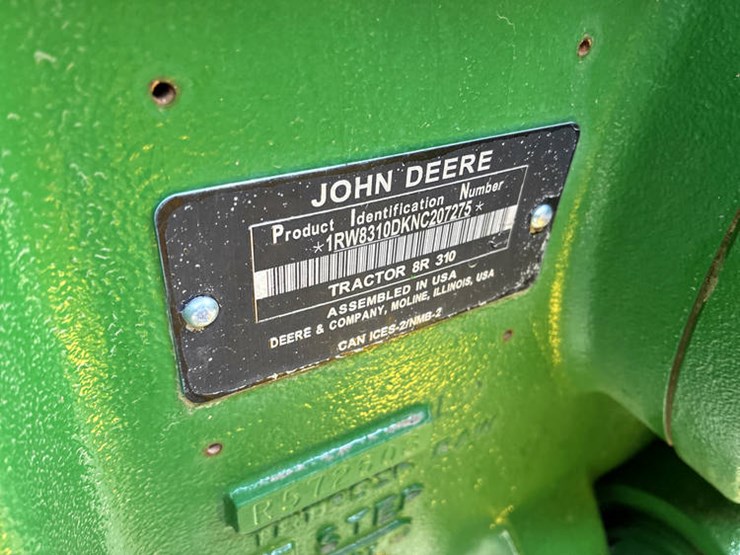 JOHN DEERE
Product Identification Number
*1RW8310DKNC207275*
TRACTOR 8R 310
ASSEMBLED IN USA
DEERE & COMPANY, MOLINE, ILLINOIS, USA
CAN ICES-2/NMB-2
STEP